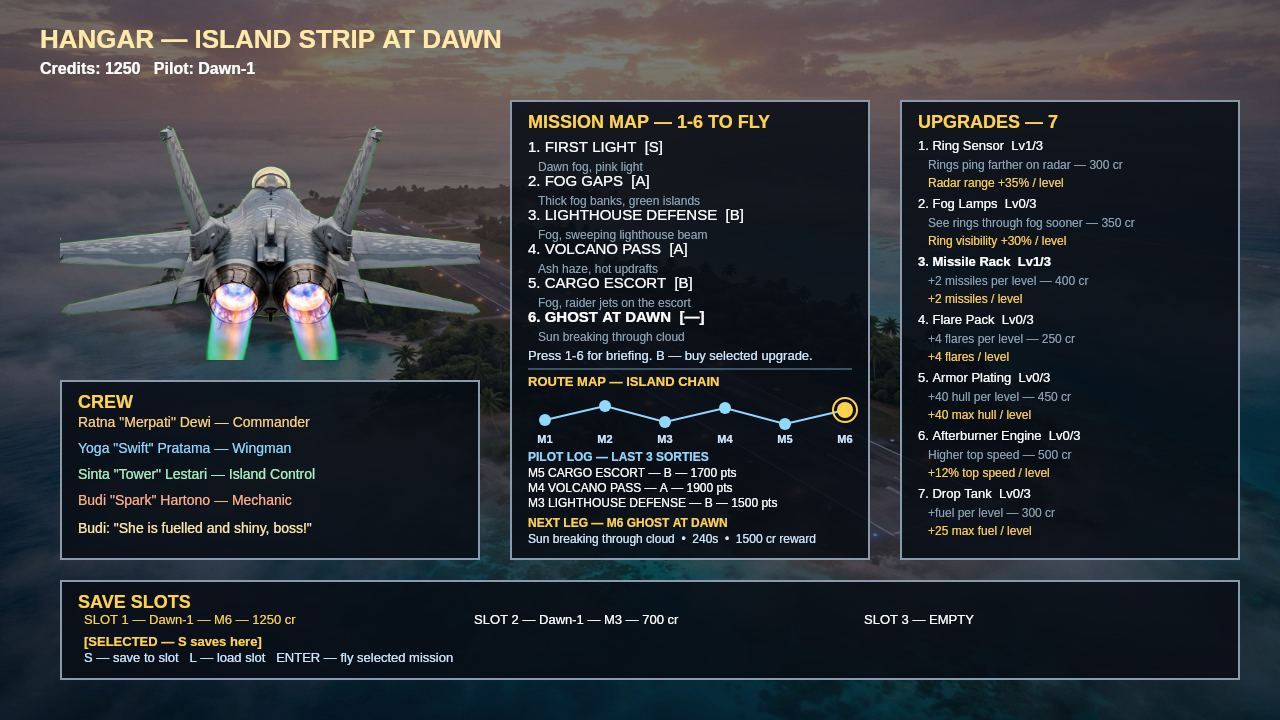 HANGAR — ISLAND STRIP AT DAWN
Credits: 1250   Pilot: Dawn-1
MISSION MAP — 1-6 TO FLY
1. FIRST LIGHT  [S]
Dawn fog, pink light
2. FOG GAPS  [A]
Thick fog banks, green islands
3. LIGHTHOUSE DEFENSE  [B]
Fog, sweeping lighthouse beam
4. VOLCANO PASS  [A]
Ash haze, hot updrafts
5. CARGO ESCORT  [B]
Fog, raider jets on the escort
6. GHOST AT DAWN  [—]
Sun breaking through cloud
Press 1-6 for briefing. B — buy selected upgrade.
ROUTE MAP — ISLAND CHAIN
M1 M2 M3 M4 M5 M6
PILOT LOG — LAST 3 SORTIES
M5 CARGO ESCORT — B — 1700 pts
M4 VOLCANO PASS — A — 1900 pts
M3 LIGHTHOUSE DEFENSE — B — 1500 pts
NEXT LEG — M6 GHOST AT DAWN
Sun breaking through cloud  •  240s  •  1500 cr reward
UPGRADES — 7
1. Ring Sensor  Lv1/3
Rings ping farther on radar — 300 cr
Radar range +35% / level
2. Fog Lamps  Lv0/3
See rings through fog sooner — 350 cr
Ring visibility +30% / level
3. Missile Rack  Lv1/3
+2 missiles per level — 400 cr
+2 missiles / level
4. Flare Pack  Lv0/3
+4 flares per level — 250 cr
+4 flares / level
5. Armor Plating  Lv0/3
+40 hull per level — 450 cr
+40 max hull / level
6. Afterburner Engine  Lv0/3
Higher top speed — 500 cr
+12% top speed / level
7. Drop Tank  Lv0/3
+fuel per level — 300 cr
+25 max fuel / level
CREW
Ratna "Merpati" Dewi — Commander
Yoga "Swift" Pratama — Wingman
Sinta "Tower" Lestari — Island Control
Budi "Spark" Hartono — Mechanic
Budi: "She is fuelled and shiny, boss!"
SAVE SLOTS
SLOT 1 — Dawn-1 — M6 — 1250 cr
SLOT 2 — Dawn-1 — M3 — 700 cr
SLOT 3 — EMPTY
[SELECTED — S saves here]
S — save to slot   L — load slot   ENTER — fly selected mission